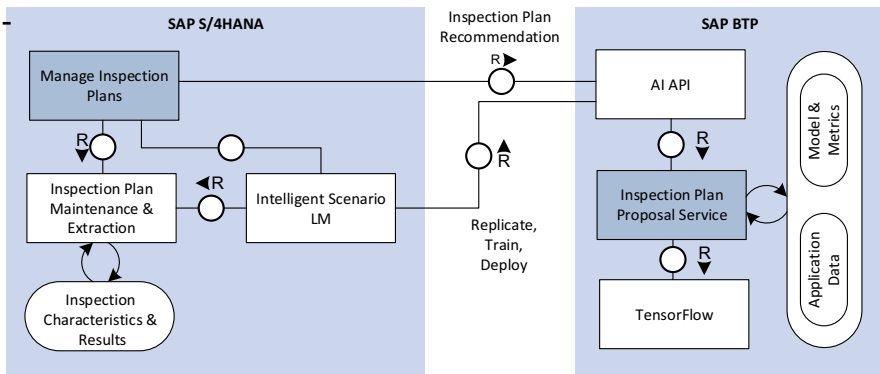 SAP S/4HANA
Inspection Plan
Recommendation
SAP BTP
Manage Inspection
Plans
R
AI API
R
R
R
Inspection Plan
Maintenance &
Extraction
R
Intelligent Scenario
LM
Inspection Plan
Proposal Service
Model &
Metrics
Replicate,
Train,
Deploy
R
Inspection
Characteristics &
Results
TensorFlow
Application
Data